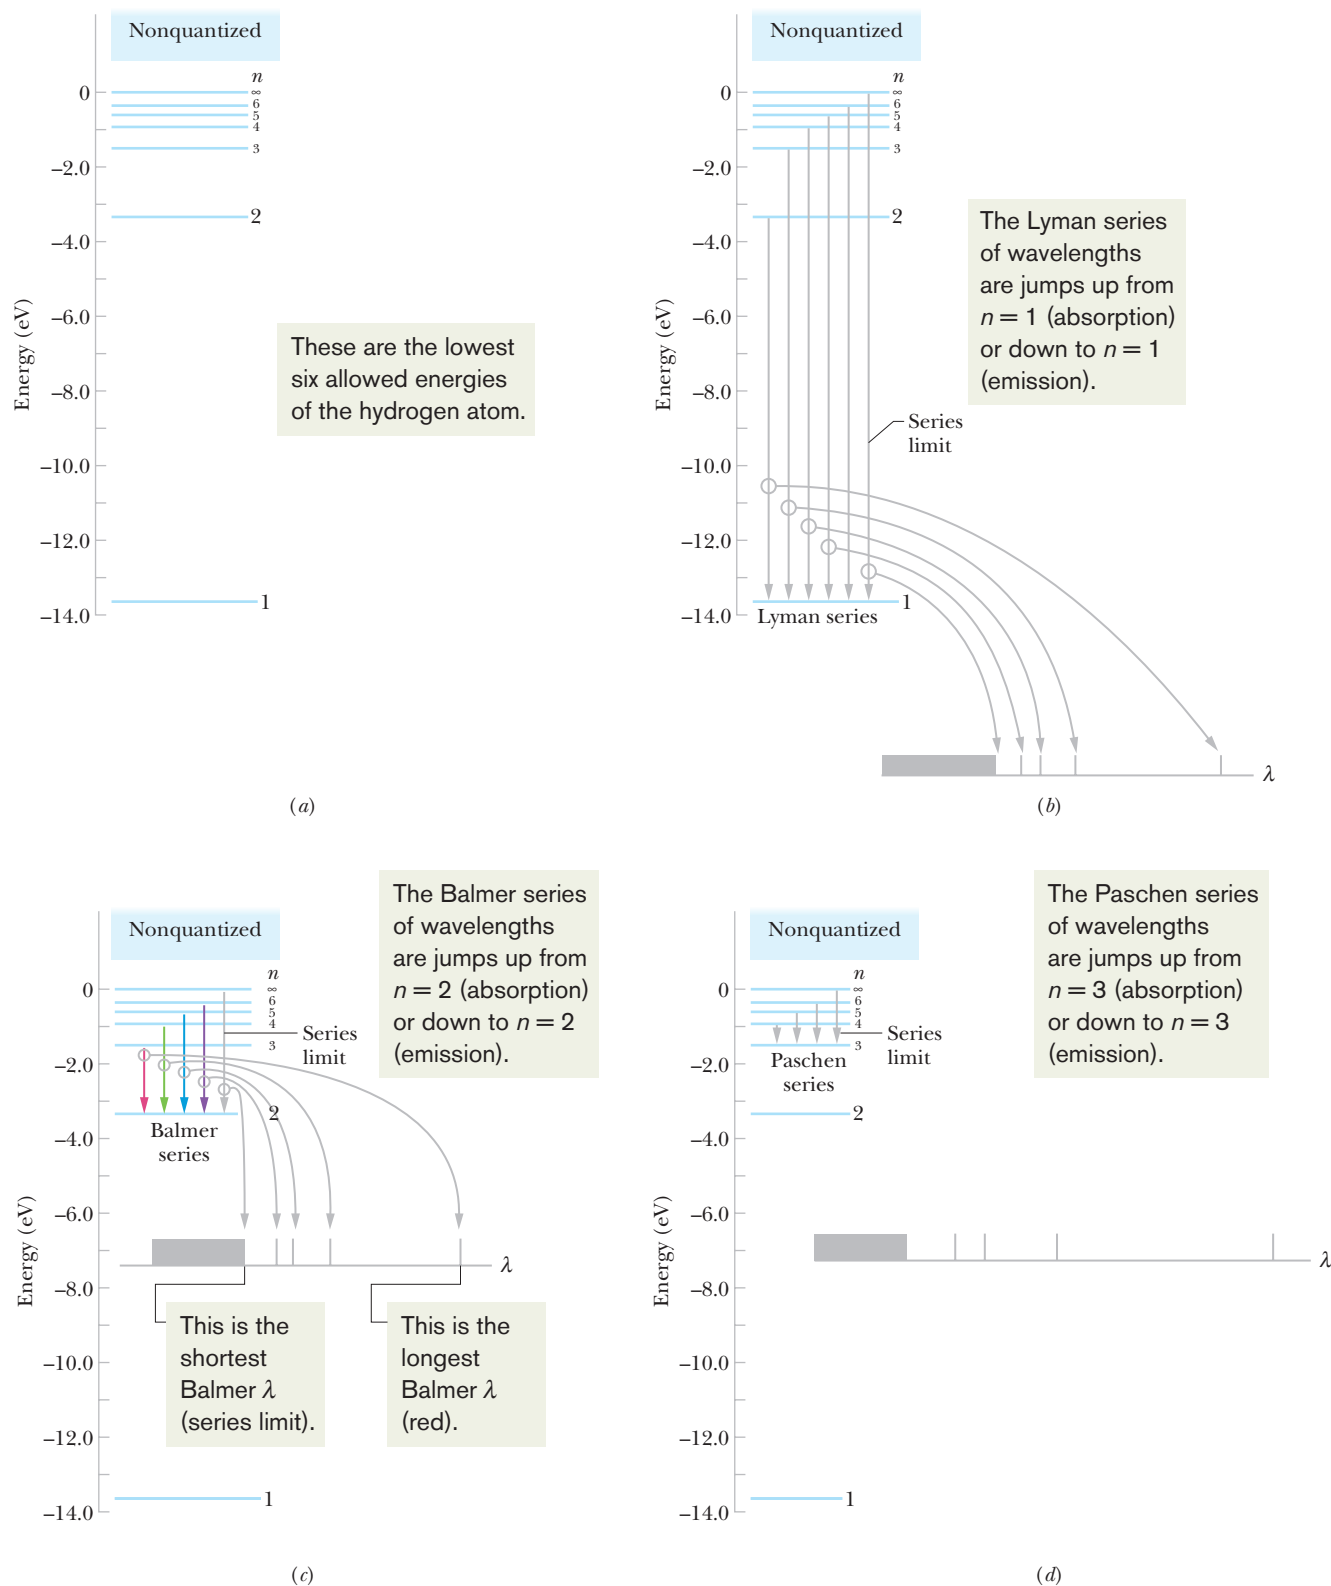 Nonquantized
n
0
∞
6
5
4
3
–2.0
2
–4.0
–6.0
Energy (eV)
These are the lowest
six allowed energies
of the hydrogen atom.
–8.0
–10.0
–12.0
1
–14.0
(a)
Nonquantized
n
0
∞
6
5
4
3
–2.0
2
The Lyman series
of wavelengths
are jumps up from
n = 1 (absorption)
or down to n = 1
(emission).
–4.0
–6.0
Energy (eV)
–8.0
Series
limit
–10.0
–12.0
1
–14.0
Lyman series
λ
(b)
The Balmer series
of wavelengths
are jumps up from
n = 2 (absorption)
or down to n = 2
(emission).
Nonquantized
n
0
∞
6
5
4
3
Series
limit
–2.0
2
Balmer
series
–4.0
–6.0
Energy (eV)
λ
–8.0
This is the
shortest
Balmer λ
(series limit).
This is the
longest
Balmer λ
(red).
–10.0
–12.0
1
–14.0
(c)
The Paschen series
of wavelengths
are jumps up from
n = 3 (absorption)
or down to n = 3
(emission).
Nonquantized
n
0
∞
6
5
4
3
Series
limit
Paschen
series
–2.0
2
–4.0
–6.0
Energy (eV)
λ
–8.0
–10.0
–12.0
1
–14.0
(d)